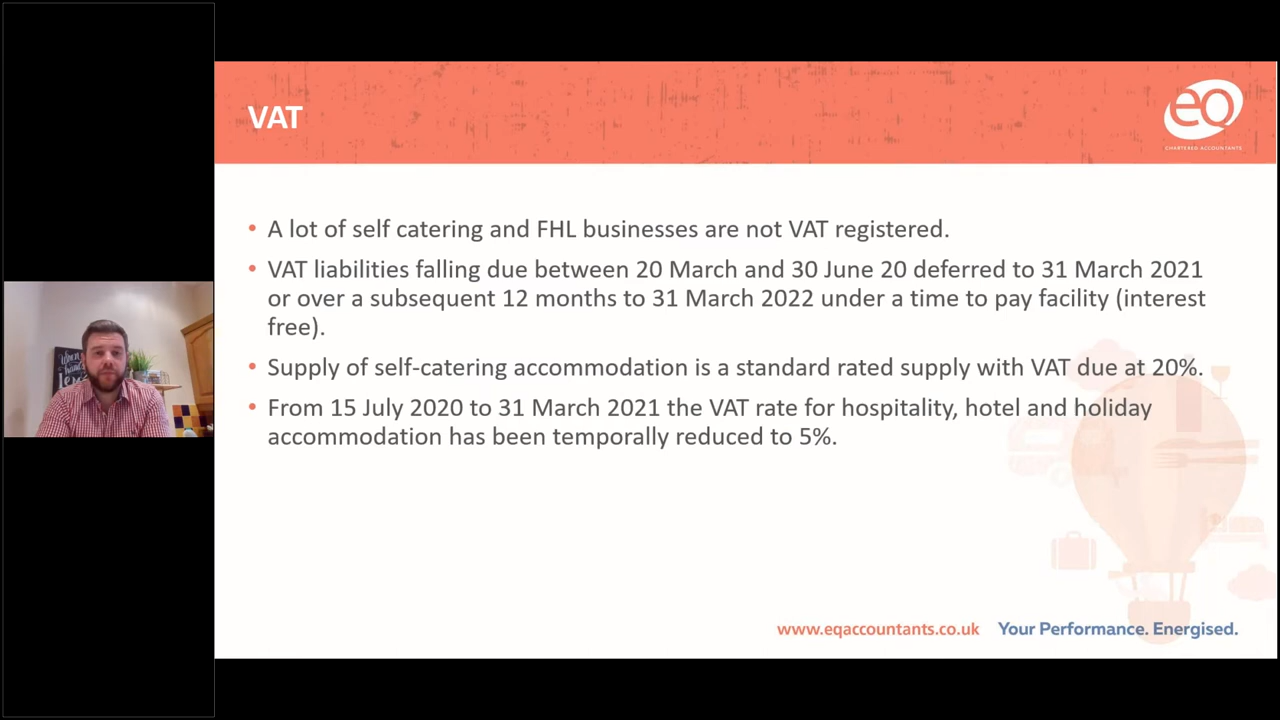 VAT
eQ
CHARTERED ACCOUNTANTS
• A lot of self catering and FHL businesses are not VAT registered.
• VAT liabilities falling due between 20 March and 30 June 20 deferred to 31 March 2021
or over a subsequent 12 months to 31 March 2022 under a time to pay facility (interest
free).
• Supply of self-catering accommodation is a standard rated supply with VAT due at 20%.
• From 15 July 2020 to 31 March 2021 the VAT rate for hospitality, hotel and holiday
accommodation has been temporally reduced to 5%.
When
www.eqaccountants.co.uk Your Performance. Energised.